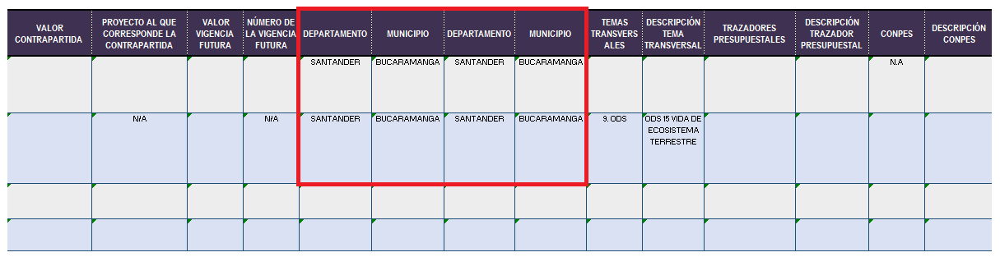 VALOR CONTRAPARTIDA
PROYECTO AL QUE CORRESPONDE LA CONTRAPARTIDA
VALOR VIGENCIA FUTURA
NÚMERO DE LA VIGENCIA FUTURA
DEPARTAMENTO
MUNICIPIO
DEPARTAMENTO
MUNICIPIO
TEMAS TRANSVERSALES
DESCRIPCIÓN TEMA TRANSVERSAL
TRAZADORES PRESUPUESTALES
DESCRIPCIÓN TRAZADOR PRESUPUESTAL
CONPES
DESCRIPCIÓN CONPES
SANTANDER
BUCARAMANGA
SANTANDER
BUCARAMANGA
N.A
N/A
N/A
SANTANDER
BUCARAMANGA
SANTANDER
BUCARAMANGA
9. ODS
ODS 15 VIDA DE
ECOSISTEMA
TERRESTRE